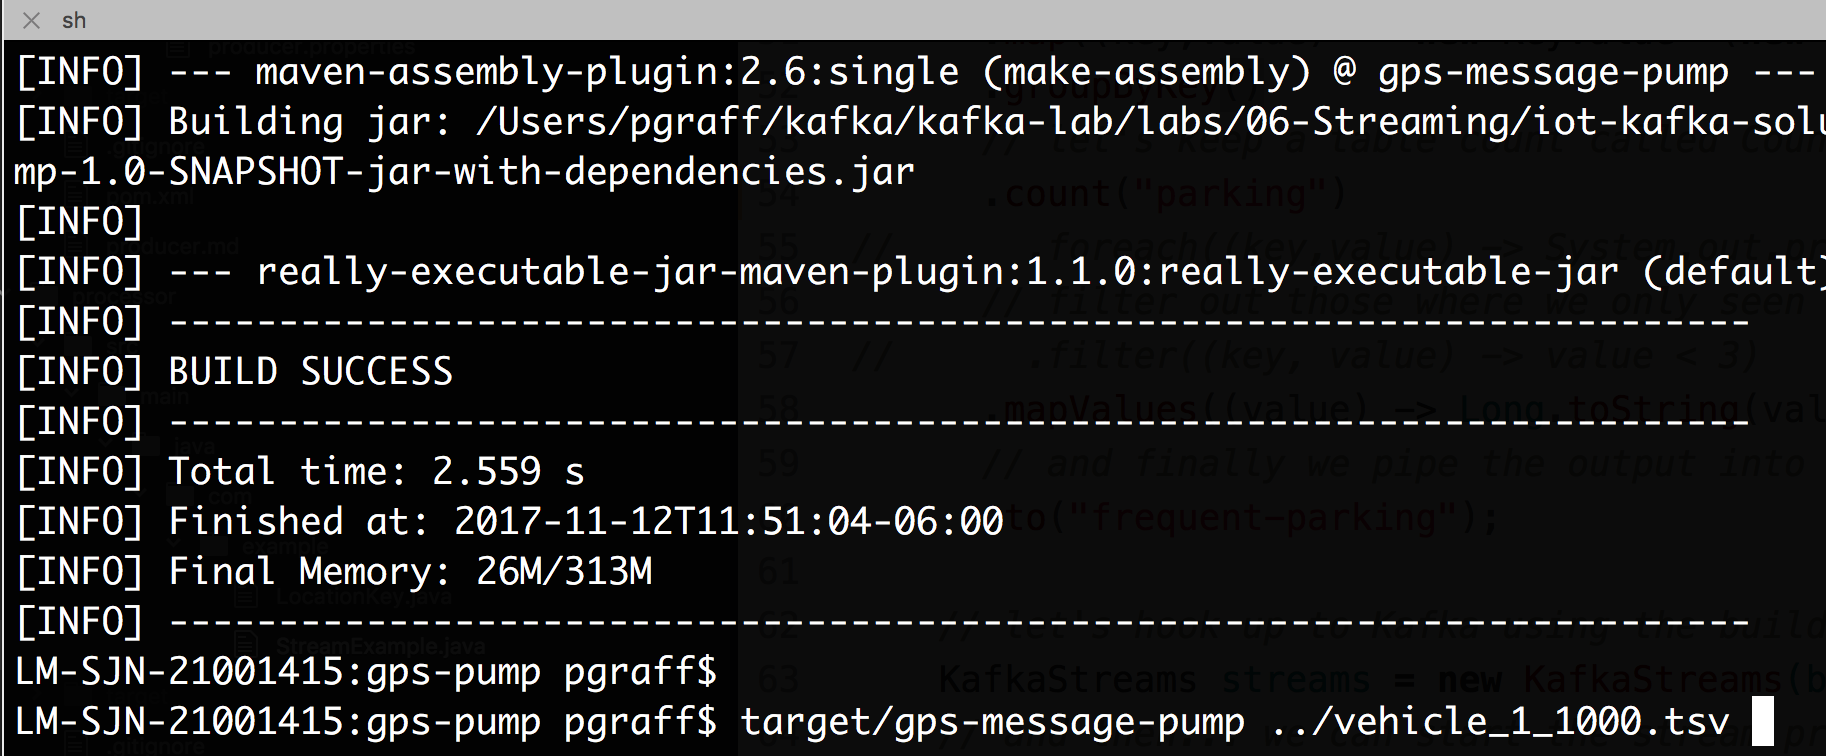 sh
[INFO] --- maven-assembly-plugin:2.6:single (make-assembly) @ gps-message-pump ---
[INFO] Building jar: /Users/pgraff/kafka/kafka-lab/labs/06-Streaming/iot-kafka-solu
mp-1.0-SNAPSHOT-jar-with-dependencies.jar
[INFO]
[INFO] --- really-executable-jar-maven-plugin:1.1.0:really-executable-jar (default)
[INFO] ------------------------------------------------------------------------
[INFO] BUILD SUCCESS
[INFO] ------------------------------------------------------------------------
[INFO] Total time: 2.559 s
[INFO] Finished at: 2017-11-12T11:51:04-06:00
[INFO] Final Memory: 26M/313M
[INFO] ------------------------------------------------------------------------
LM-SJN-21001415:gps-pump pgraff$
LM-SJN-21001415:gps-pump pgraff$ target/gps-message-pump ../vehicle_1_1000.tsv